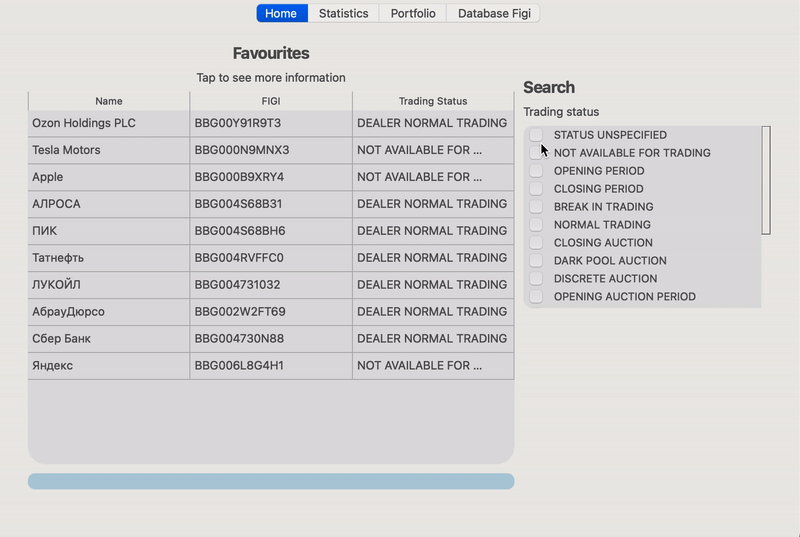 Home Statistics Portfolio Database Figi
Favourites
Tap to see more information
Name FIGI Trading Status
Ozon Holdings PLC BBG00Y91R9T3 DEALER NORMAL TRADING
Tesla Motors BBG000N9MNX3 NOT AVAILABLE FOR ...
Apple BBG000B9XRY4 NOT AVAILABLE FOR ...
АЛРОСА BBG004S68B31 DEALER NORMAL TRADING
ПИК BBG004S68BH6 DEALER NORMAL TRADING
Татнефть BBG004RVFFC0 DEALER NORMAL TRADING
ЛУКОЙЛ BBG004731032 DEALER NORMAL TRADING
АбрауДюрсо BBG002W2FT69 DEALER NORMAL TRADING
Сбер Банк BBG004730N88 DEALER NORMAL TRADING
Яндекс BBG006L8G4H1 NOT AVAILABLE FOR ...
Search
Trading status
STATUS UNSPECIFIED
NOT AVAILABLE FOR TRADING
OPENING PERIOD
CLOSING PERIOD
BREAK IN TRADING
NORMAL TRADING
CLOSING AUCTION
DARK POOL AUCTION
DISCRETE AUCTION
OPENING AUCTION PERIOD